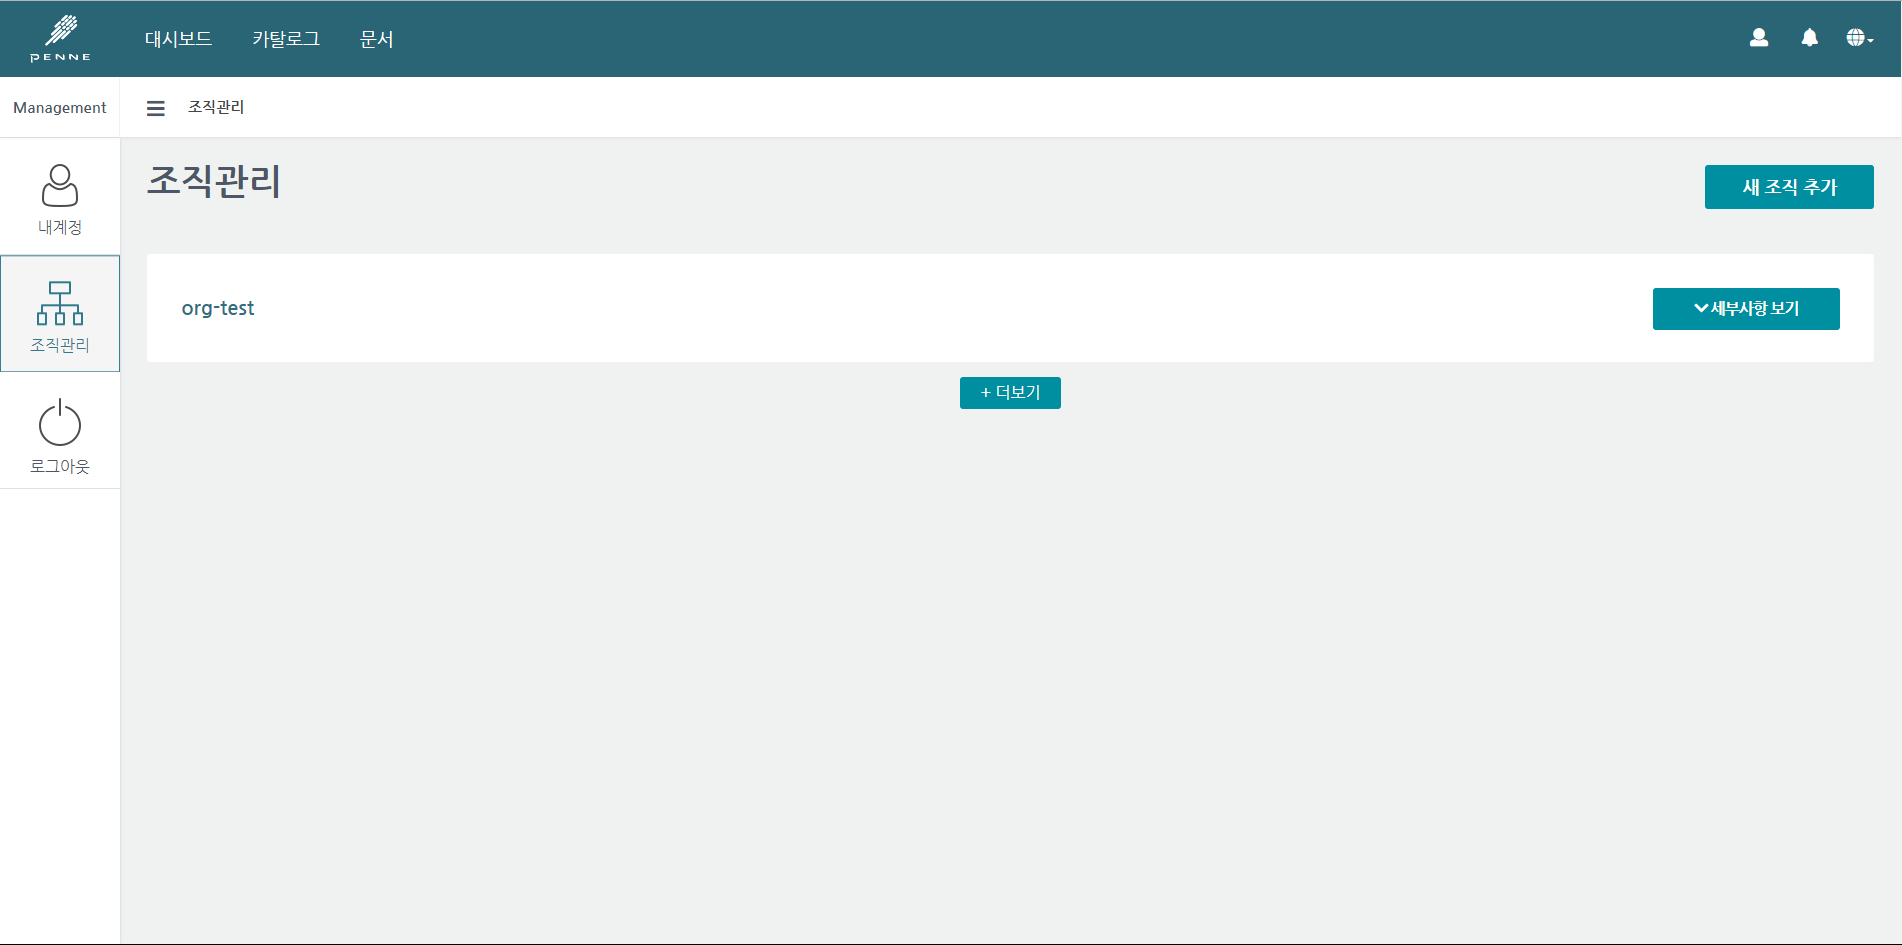 PENNE
대시보드 카탈로그 문서
Management
조직관리
내계정
조직관리
로그아웃
조직관리
새 조직 추가
org-test
세부사항 보기
+ 더보기